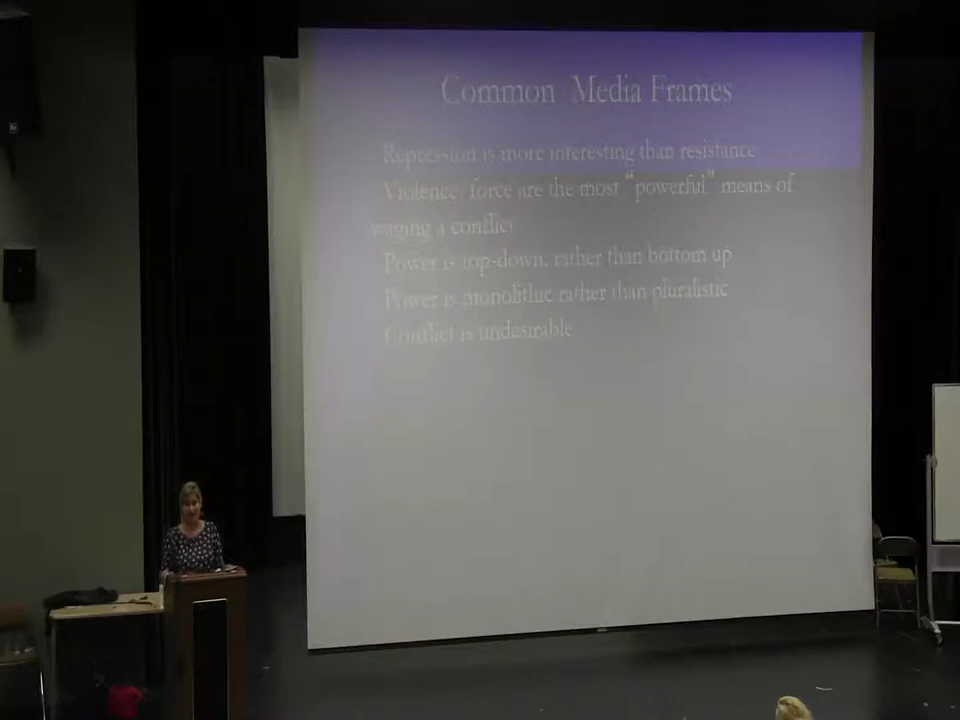 Common Media Frames
Repression is more interesting than resistance
Violence, force are the most “powerful” means of
waging a conflict
Power is top-down, rather than bottom up
Power is monolithic rather than pluralistic
Conflict is undesirable